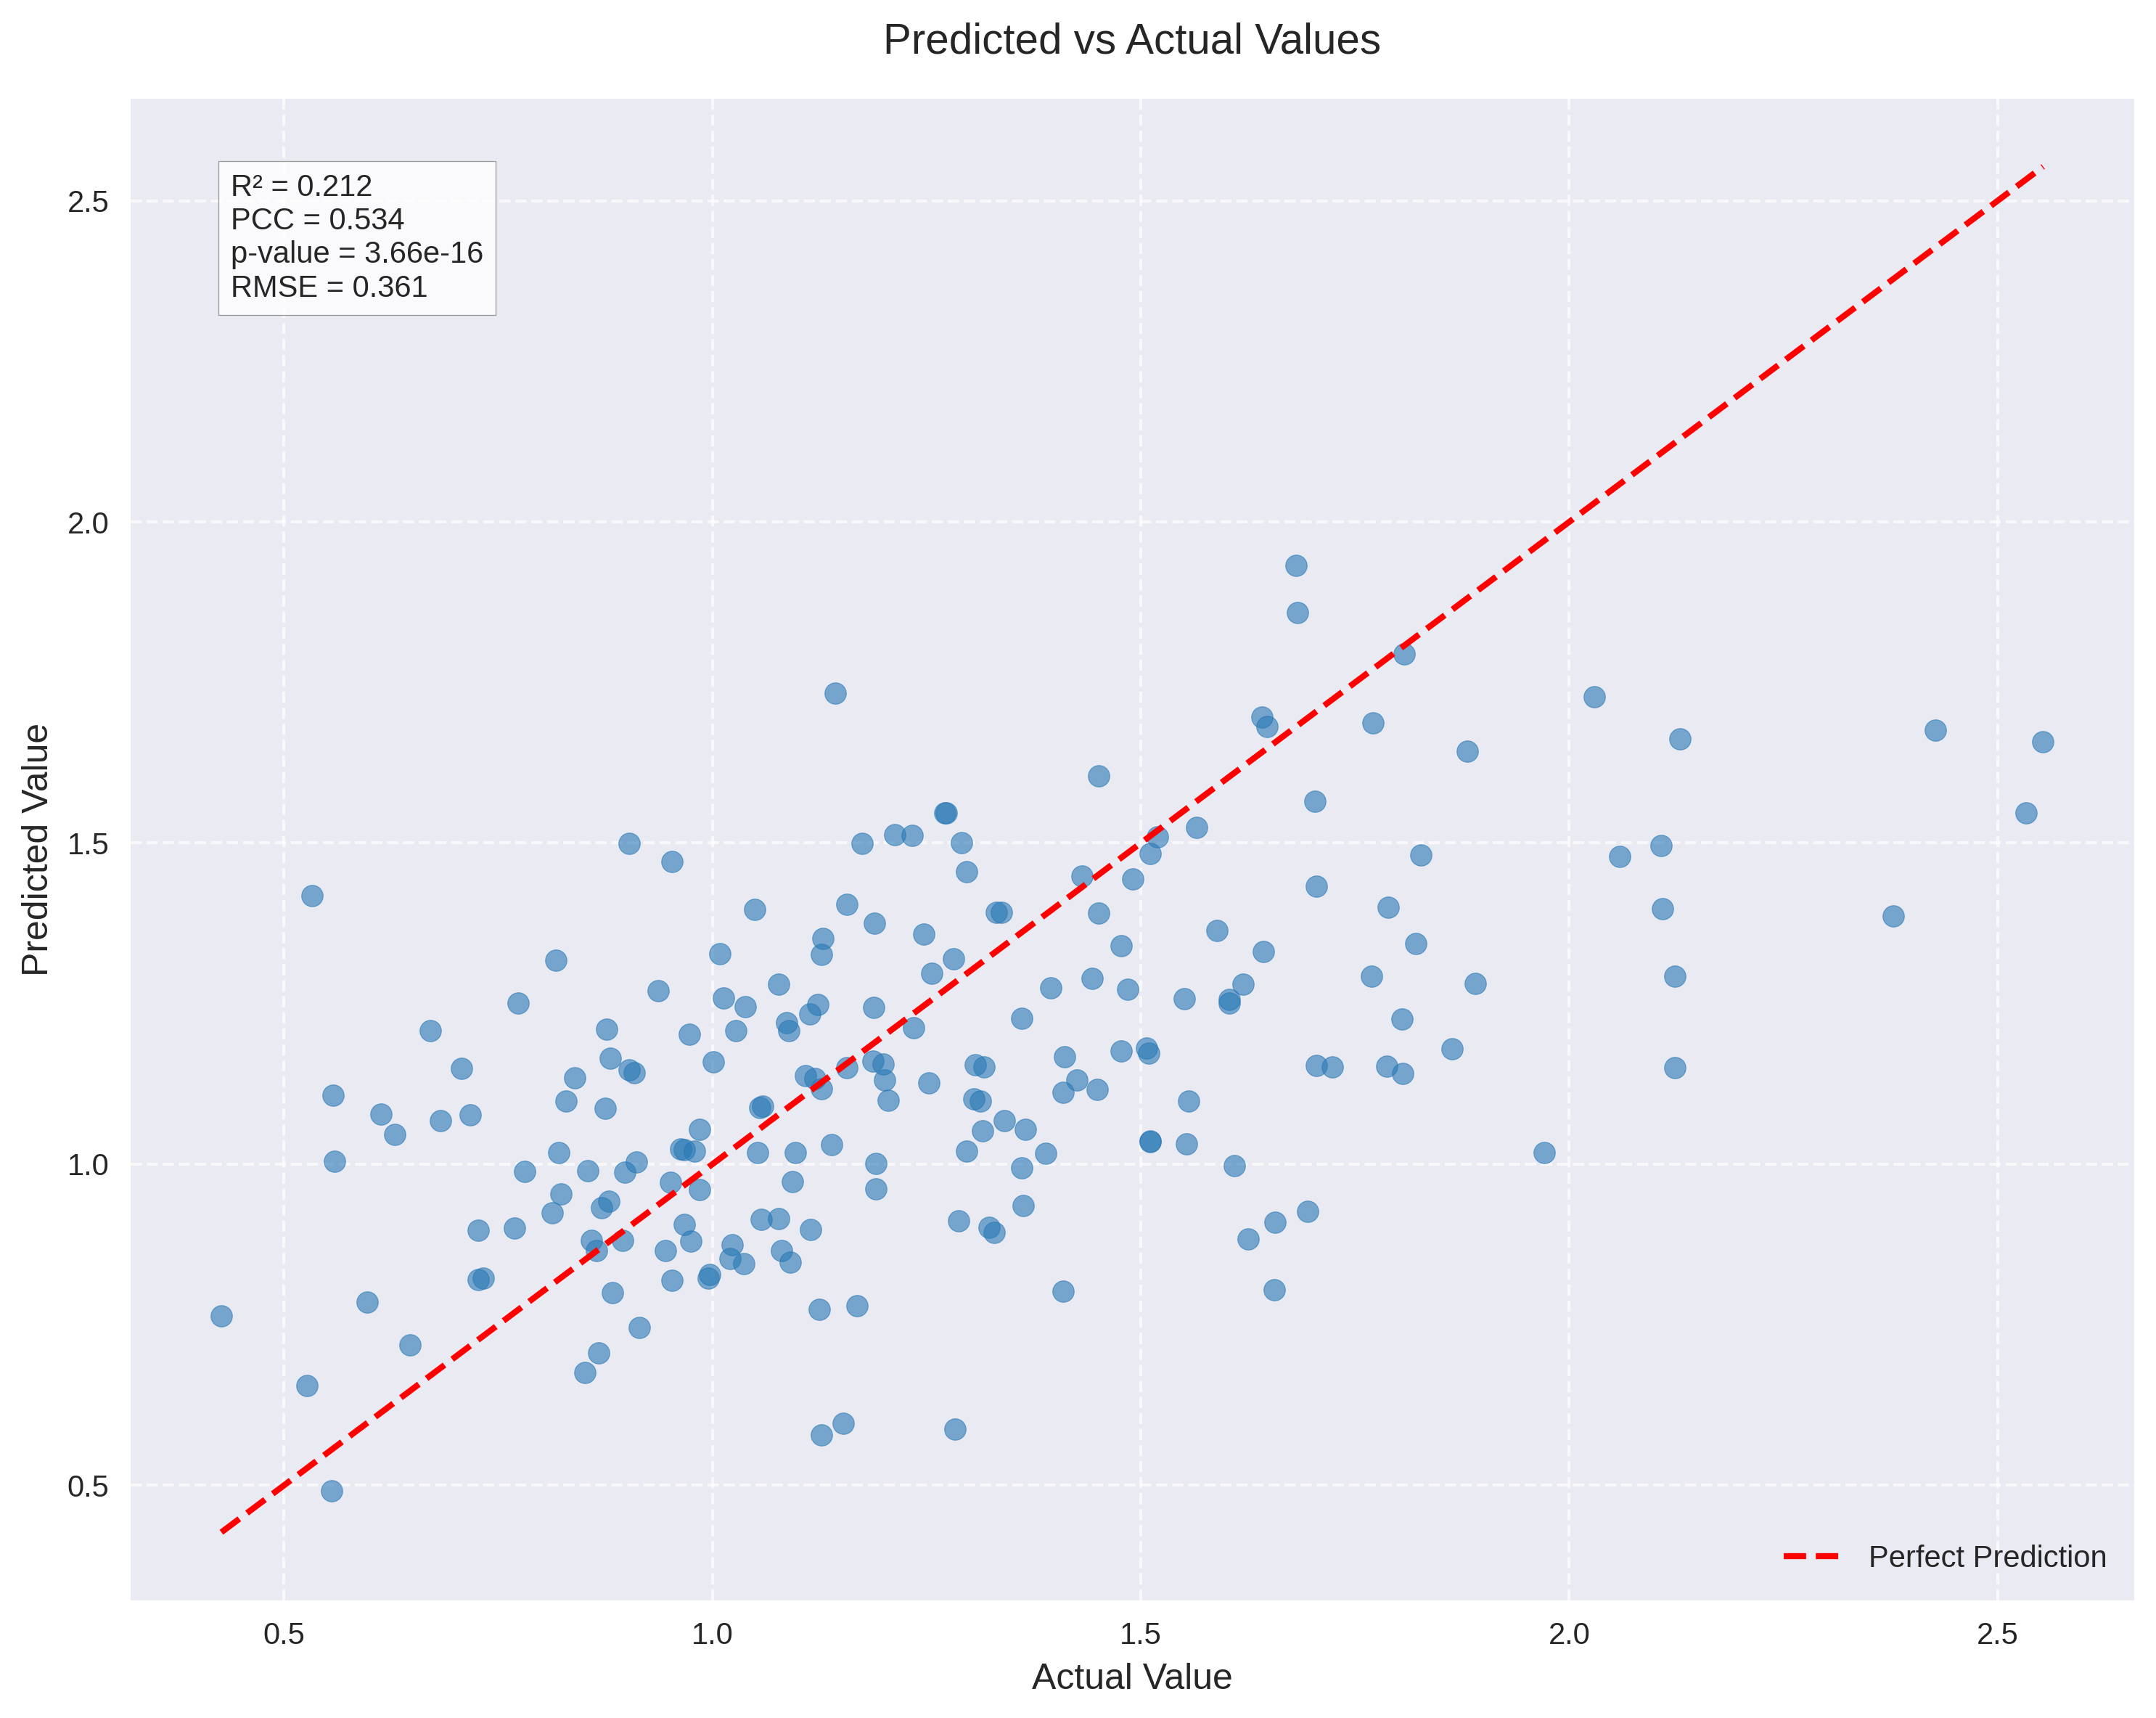 Predicted vs Actual Values
R² = 0.212
PCC = 0.534
p-value = 3.66e-16
RMSE = 0.361
2.5
2.0
1.5
1.0
0.5
Predicted Value
Perfect Prediction
0.5 1.0 1.5 2.0 2.5
Actual Value